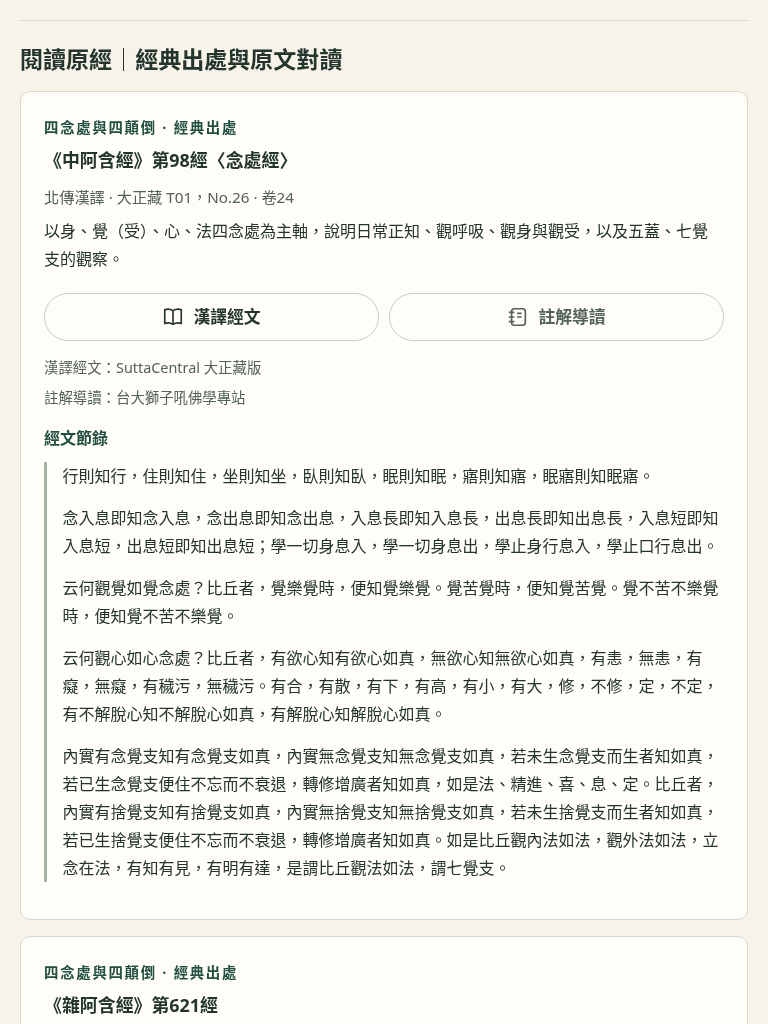 閱讀原經｜經典出處與原文對讀
四念處與四顛倒 · 經典出處
《中阿含經》第98經〈念處經〉
北傳漢譯 · 大正藏 T01，No.26 · 卷24
以身、覺（受）、心、法四念處為主軸，說明日常正知、觀呼吸、觀身與觀受，以及五蓋、七覺
支的觀察。
漢譯經文
註解導讀
漢譯經文：SuttaCentral 大正藏版
註解導讀：台大獅子吼佛學專站
經文節錄
行則知行，住則知住，坐則知坐，臥則知臥，眠則知眠，寤則知寤，眠寤則知眠寤。
念入息即知念入息，念出息即知念出息，入息長即知入息長，出息長即知出息長，入息短即知
入息短，出息短即知出息短；學一切身息入，學一切身息出，學止身行息入，學止口行息出。
云何觀覺如覺念處？比丘者，覺樂覺時，便知覺樂覺。覺苦覺時，便知覺苦覺。覺不苦不樂覺
時，便知覺不苦不樂覺。
云何觀心如心念處？比丘者，有欲心知有欲心如真，無欲心知無欲心如真，有恚，無恚，有
癡，無癡，有穢污，無穢污。有合，有散，有下，有高，有小，有大，修，不修，定，不定，
有不解脫心知不解脫心如真，有解脫心知解脫心如真。
內實有念覺支知有念覺支如真，內實無念覺支知無念覺支如真，若未生念覺支而生者知如真，
若已生念覺支便住不忘而不衰退，轉修增廣者知如真，如是法、精進、喜、息、定。比丘者，
內實有捨覺支知有捨覺支如真，內實無捨覺支知無捨覺支如真，若未生捨覺支而生者知如真，
若已生捨覺支便住不忘而不衰退，轉修增廣者知如真。如是比丘觀內法如法，觀外法如法，立
念在法，有知有見，有明有達，是謂比丘觀法如法，謂七覺支。
四念處與四顛倒 · 經典出處
《雜阿含經》第621經